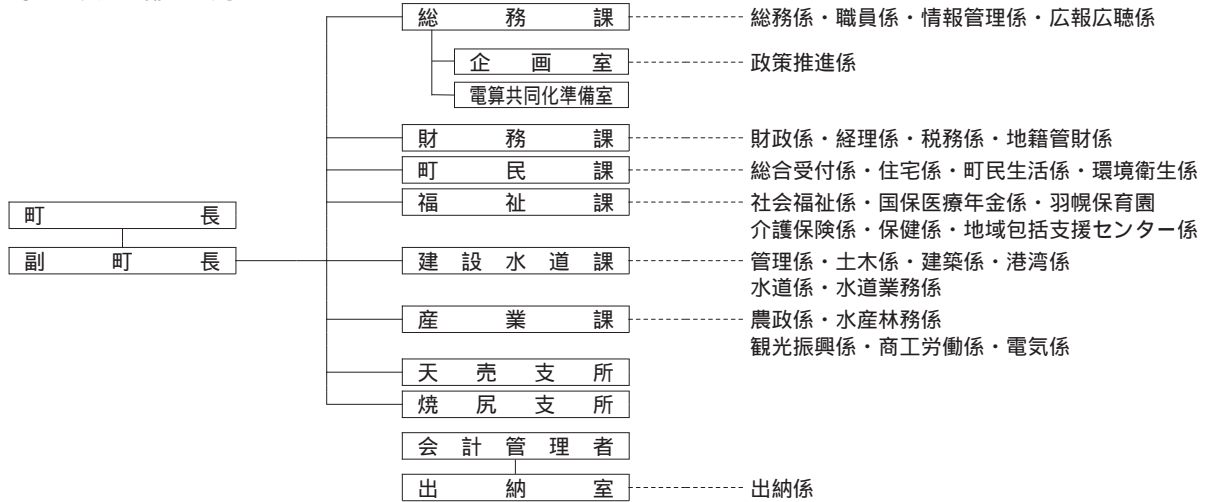 総務課 総務係・職員係・情報管理係・広報広聴係
企画室 政策推進係
電算共同化準備室
財務課 財政係・経理係・税務係・地籍管財係
町民課 総合受付係・住宅係・町民生活係・環境衛生係
町長
福祉課 社会福祉係・国保医療年金係・羽幌保育園
介護保険係・保健係・地域包括支援センター係
副町長
建設水道課 管理係・土木係・建築係・港湾係
水道係・水道業務係
産業課 農政係・水産林務係
観光振興係・商工労働係・電気係
天売支所
焼尻支所
会計管理者
出納室 出納係